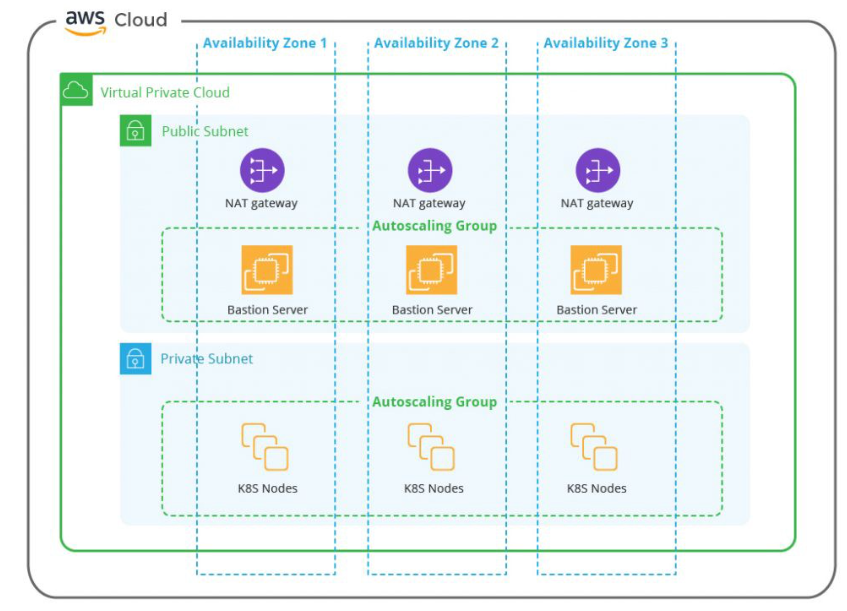 aws Cloud
Availability Zone 1 Availability Zone 2 Availability Zone 3
Virtual Private Cloud
Public Subnet
NAT gateway NAT gateway NAT gateway
Autoscaling Group
Bastion Server Bastion Server Bastion Server
Private Subnet
Autoscaling Group
K8S Nodes K8S Nodes K8S Nodes